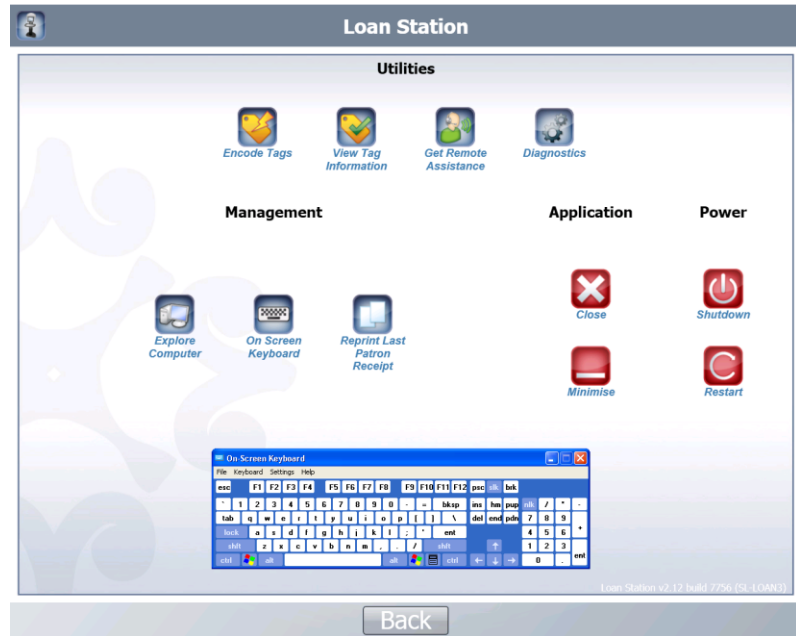 Loan Station
Utilities
Encode Tags
View Tag
Information
Get Remote
Assistance
Diagnostics
Management
Application
Power
Explore
Computer
On Screen
Keyboard
Reprint Last
Patron
Receipt
Close
Shutdown
Minimise
Restart
On-Screen Keyboard
File Keyboard Settings Help
esc F1 F2 F3 F4 F5 F6 F7 F8 F9 F10 F11 F12 psc slk brk
` 1 2 3 4 5 6 7 8 9 0 - = bksp ins hm pup nlk / * -
tab q w e r t y u i o p [ ] \ del end pdn 7 8 9 +
lock a s d f g h j k l ; ' ent 4 5 6
shft z x c v b n m , . / shft ↑ 1 2 3 ent
ctrl alt alt ctrl ← ↓ → 0 .
Loan Station v2.12 build 7756 (SL-LOAN3)
Back